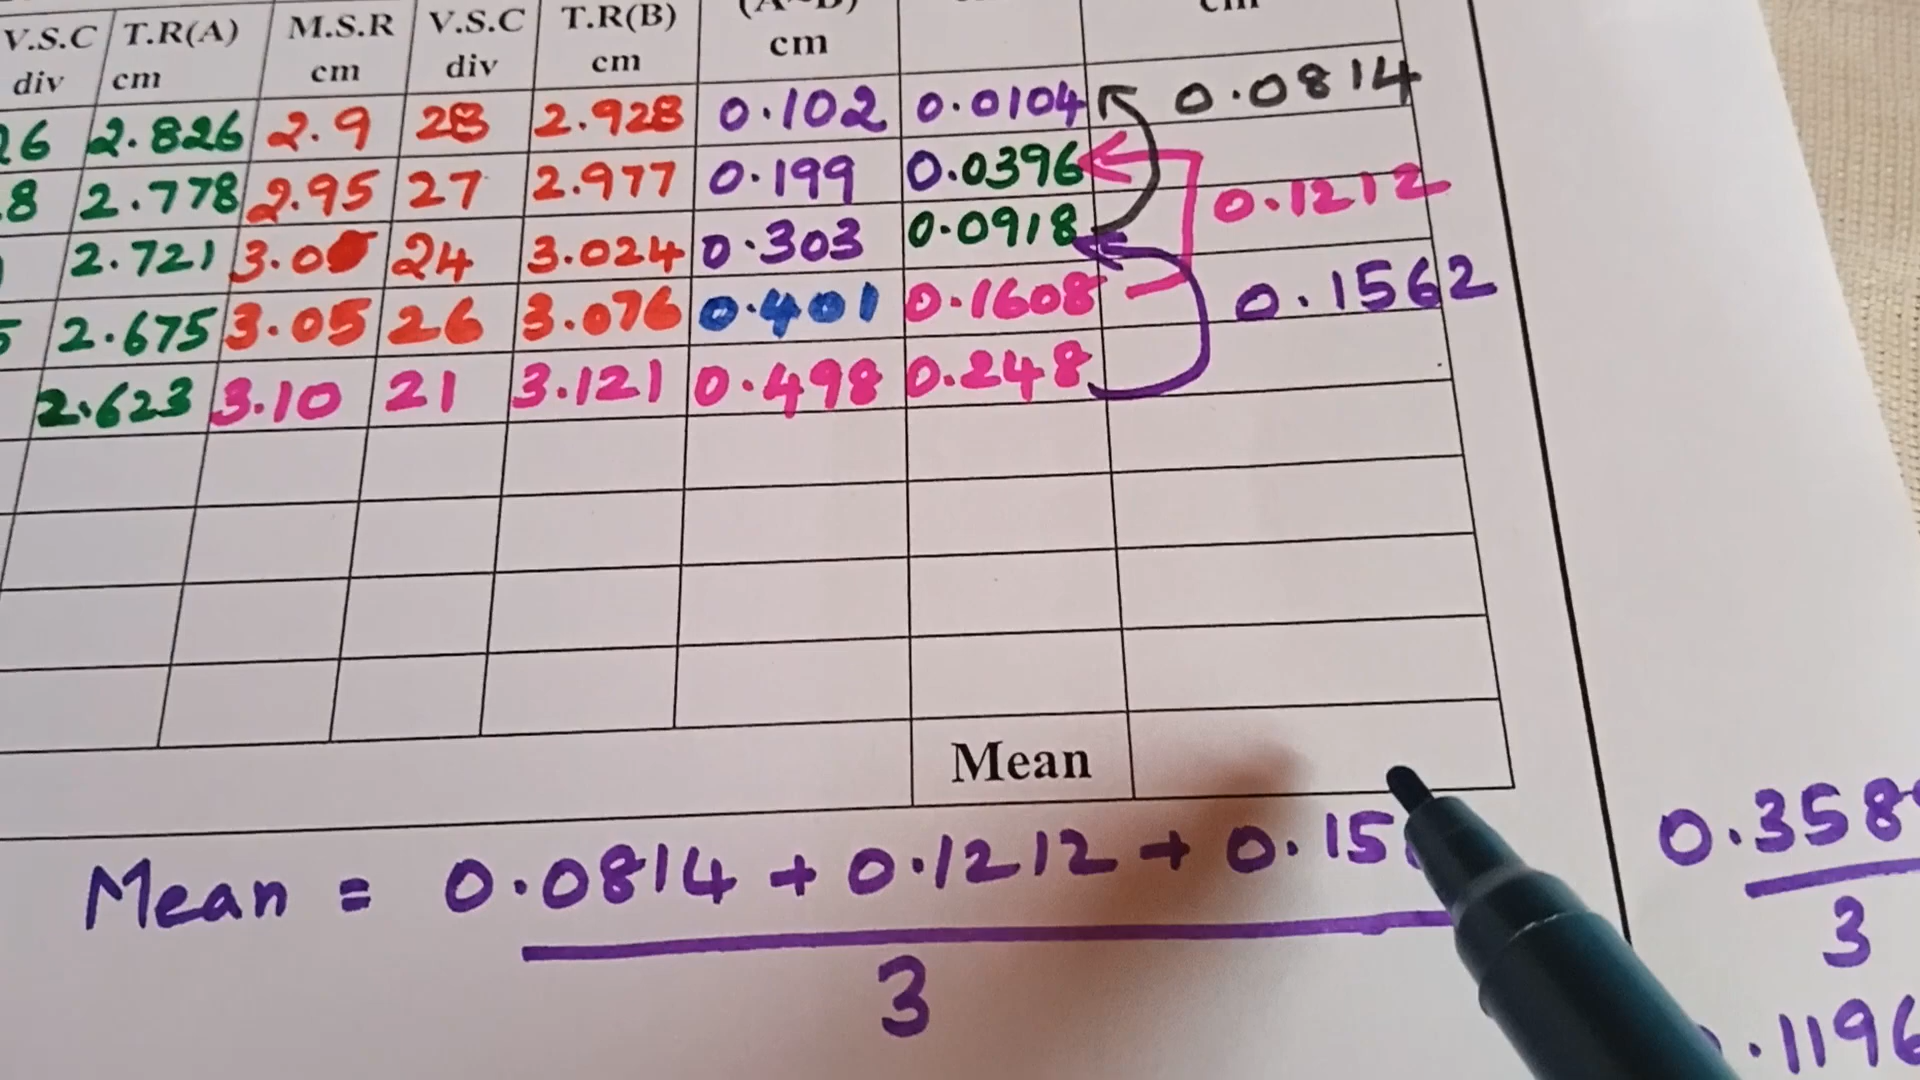 V.S.C T.R(A) M.S.R V.S.C T.R(B)
div cm cm div cm cm
26 2.826 2.9 28 2.928 0.102 0.0104 0.0814
8 2.778 2.95 27 2.977 0.199 0.0396 0.1212
2.721 3.0 24 3.024 0.303 0.0918 0.1562
5 2.675 3.05 26 3.076 0.401 0.1608
2.623 3.10 21 3.121 0.498 0.248
Mean
Mean = 0.0814 + 0.1212 + 0.15
3
0.358
3
.1196